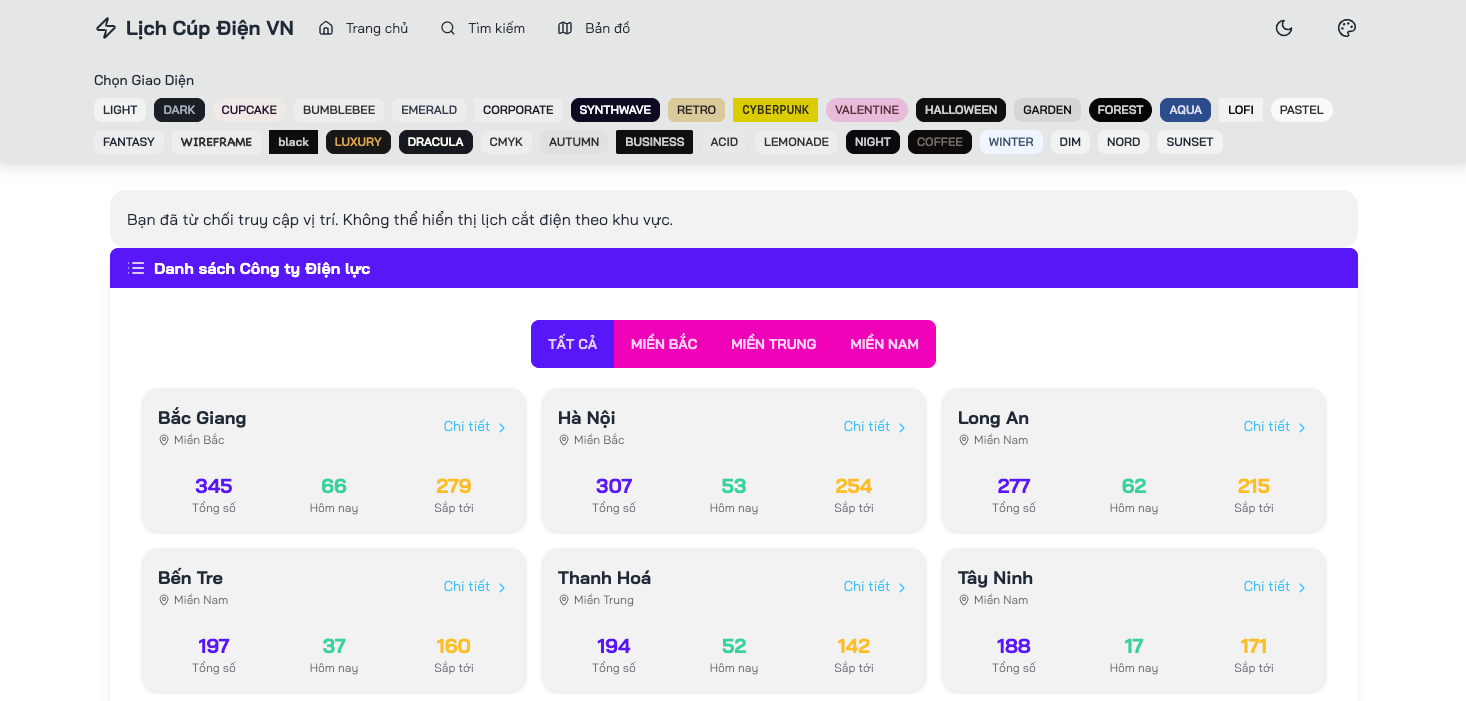 Lịch Cúp Điện VN Trang chủ Tìm kiếm Bản đồ
Chọn Giao Diện
LIGHT DARK CUPCAKE BUMBLEBEE EMERALD CORPORATE SYNTHWAVE RETRO CYBERPUNK VALENTINE HALLOWEEN GARDEN FOREST AQUA LOFI PASTEL
FANTASY WIREFRAME black LUXURY DRACULA CMYK AUTUMN BUSINESS ACID LEMONADE NIGHT COFFEE WINTER DIM NORD SUNSET
Bạn đã từ chối truy cập vị trí. Không thể hiển thị lịch cắt điện theo khu vực.
Danh sách Công ty Điện lực
TẤT CẢ MIỀN BẮC MIỀN TRUNG MIỀN NAM
Bắc Giang
Miền Bắc
Chi tiết
345 66 279
Tổng số Hôm nay Sắp tới
Hà Nội
Miền Bắc
Chi tiết
307 53 254
Tổng số Hôm nay Sắp tới
Long An
Miền Nam
Chi tiết
277 62 215
Tổng số Hôm nay Sắp tới
Bến Tre
Miền Nam
Chi tiết
197 37 160
Tổng số Hôm nay Sắp tới
Thanh Hoá
Miền Trung
Chi tiết
194 52 142
Tổng số Hôm nay Sắp tới
Tây Ninh
Miền Nam
Chi tiết
188 17 171
Tổng số Hôm nay Sắp tới